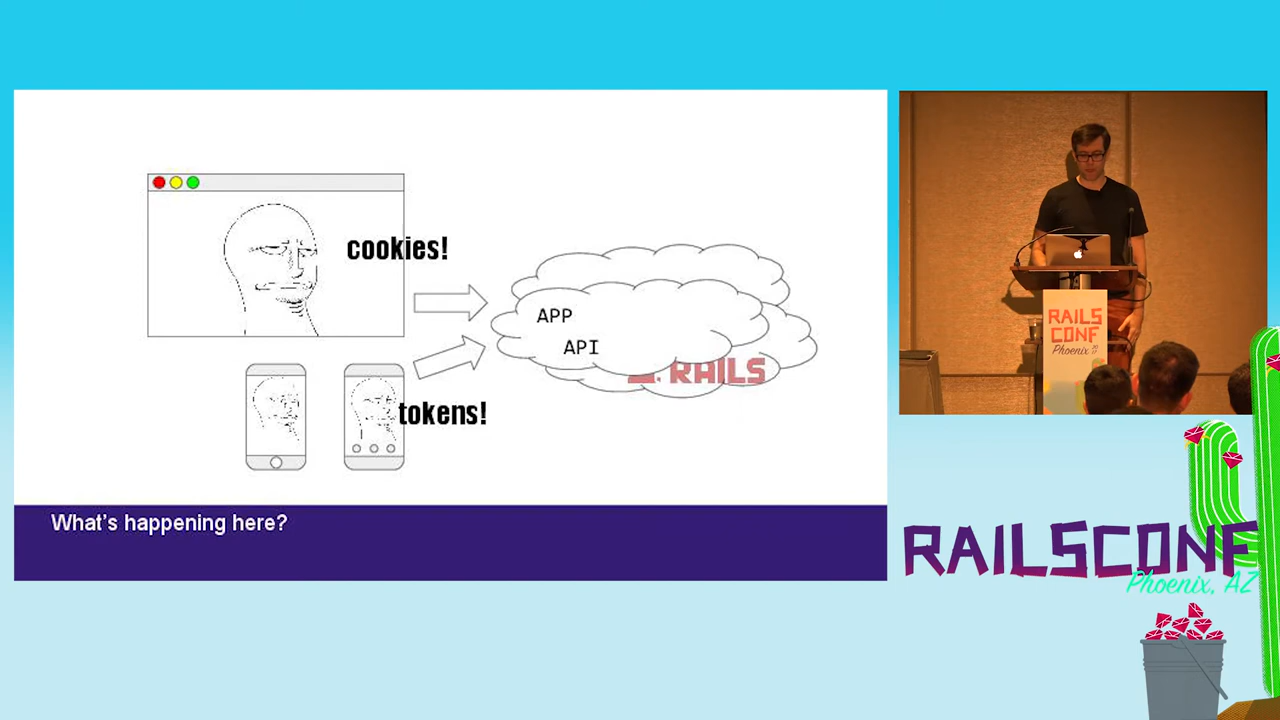 cookies!
APP
API
RAILS
tokens!
What's happening here?
RAILS
CONF
Phoenix
RAILSCONF
Phoenix, AZ